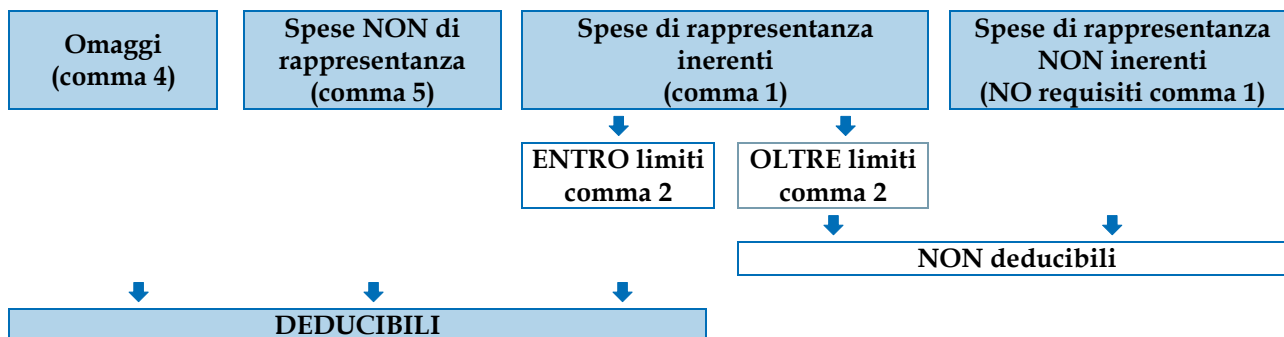 Omaggi
(comma 4)
Spese NON di
rappresentanza
(comma 5)
Spese di rappresentanza
inerenti
(comma 1)
Spese di rappresentanza
NON inerenti
(NO requisiti comma 1)
ENTRO limiti
comma 2
OLTRE limiti
comma 2
NON deducibili
DEDUCIBILI